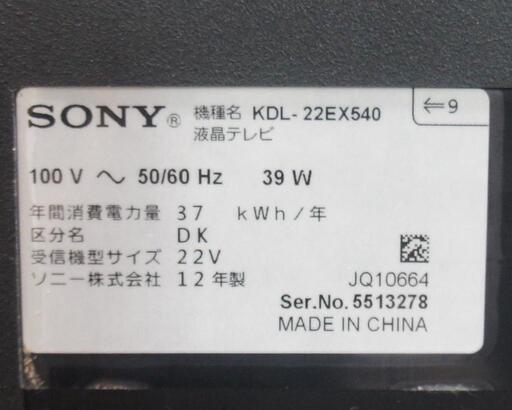 SONY® 機種名 KDL-22EX540
液晶テレビ
⇐9
100 V ～ 50/60 Hz 39 W
年間消費電力量 37 kWh/年
区分名 DK
受信機型サイズ 22V
ソニー株式会社 12年製
JQ10664
Ser.No. 5513278
MADE IN CHINA